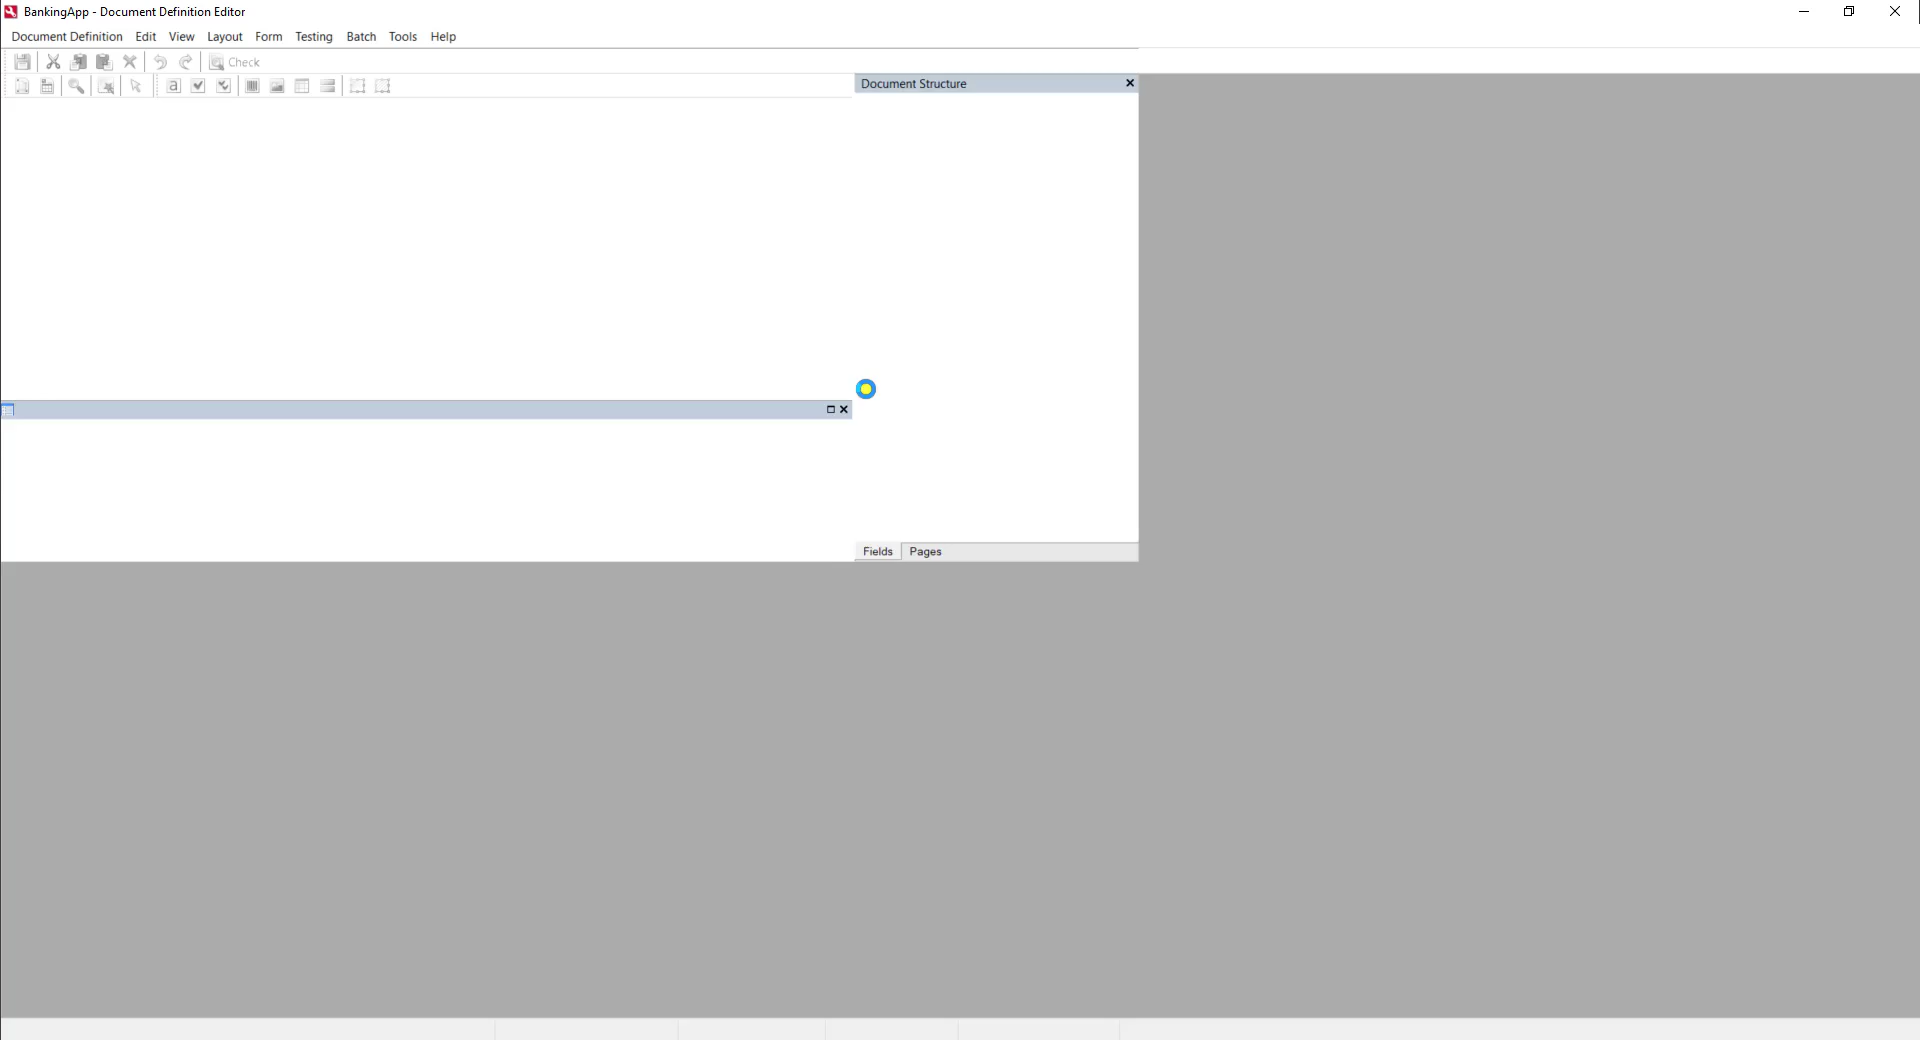 BankingApp - Document Definition Editor
Document Definition Edit View Layout Form Testing Batch Tools Help
Check
a
Document Structure
Fields Pages